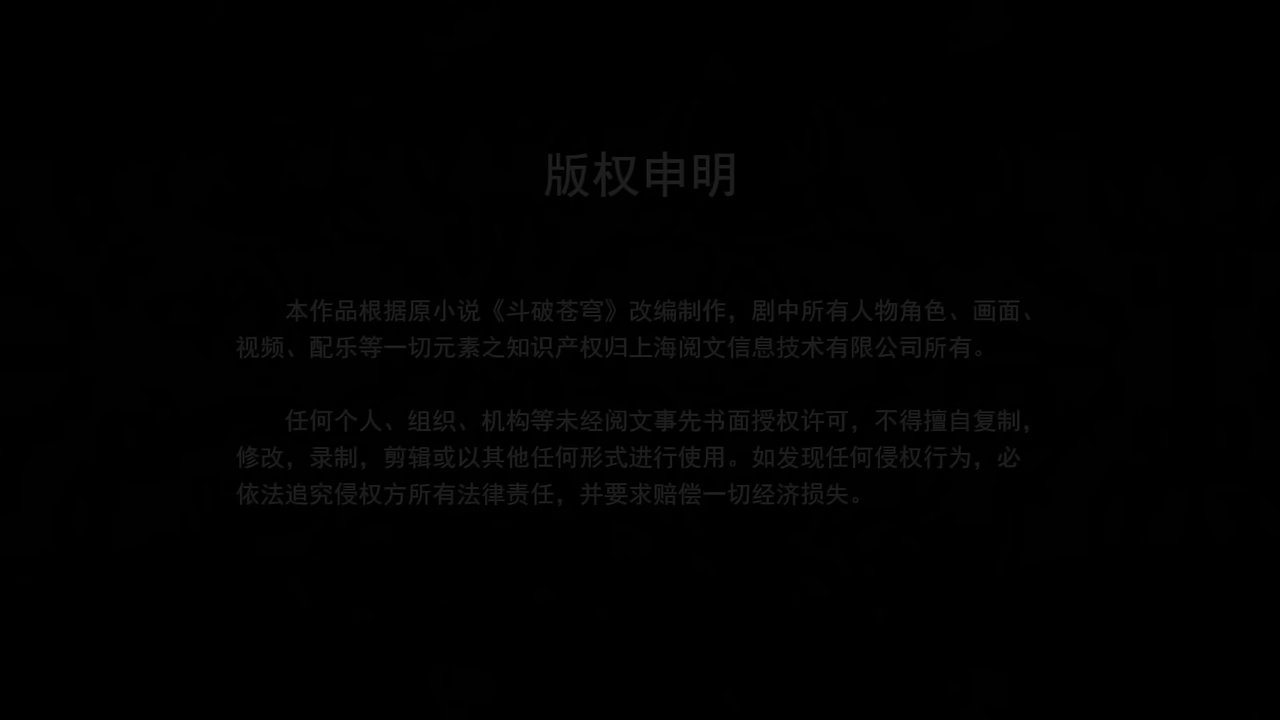 版权申明
本作品根据原小说《斗破苍穹》改编制作，剧中所有人物角色、画面、
视频、配乐等一切元素之知识产权归上海阅文信息技术有限公司所有。
任何个人、组织、机构等未经阅文事先书面授权许可，不得擅自复制，
修改，录制，剪辑或以其他任何形式进行使用。如发现任何侵权行为，必
依法追究侵权方所有法律责任，并要求赔偿一切经济损失。